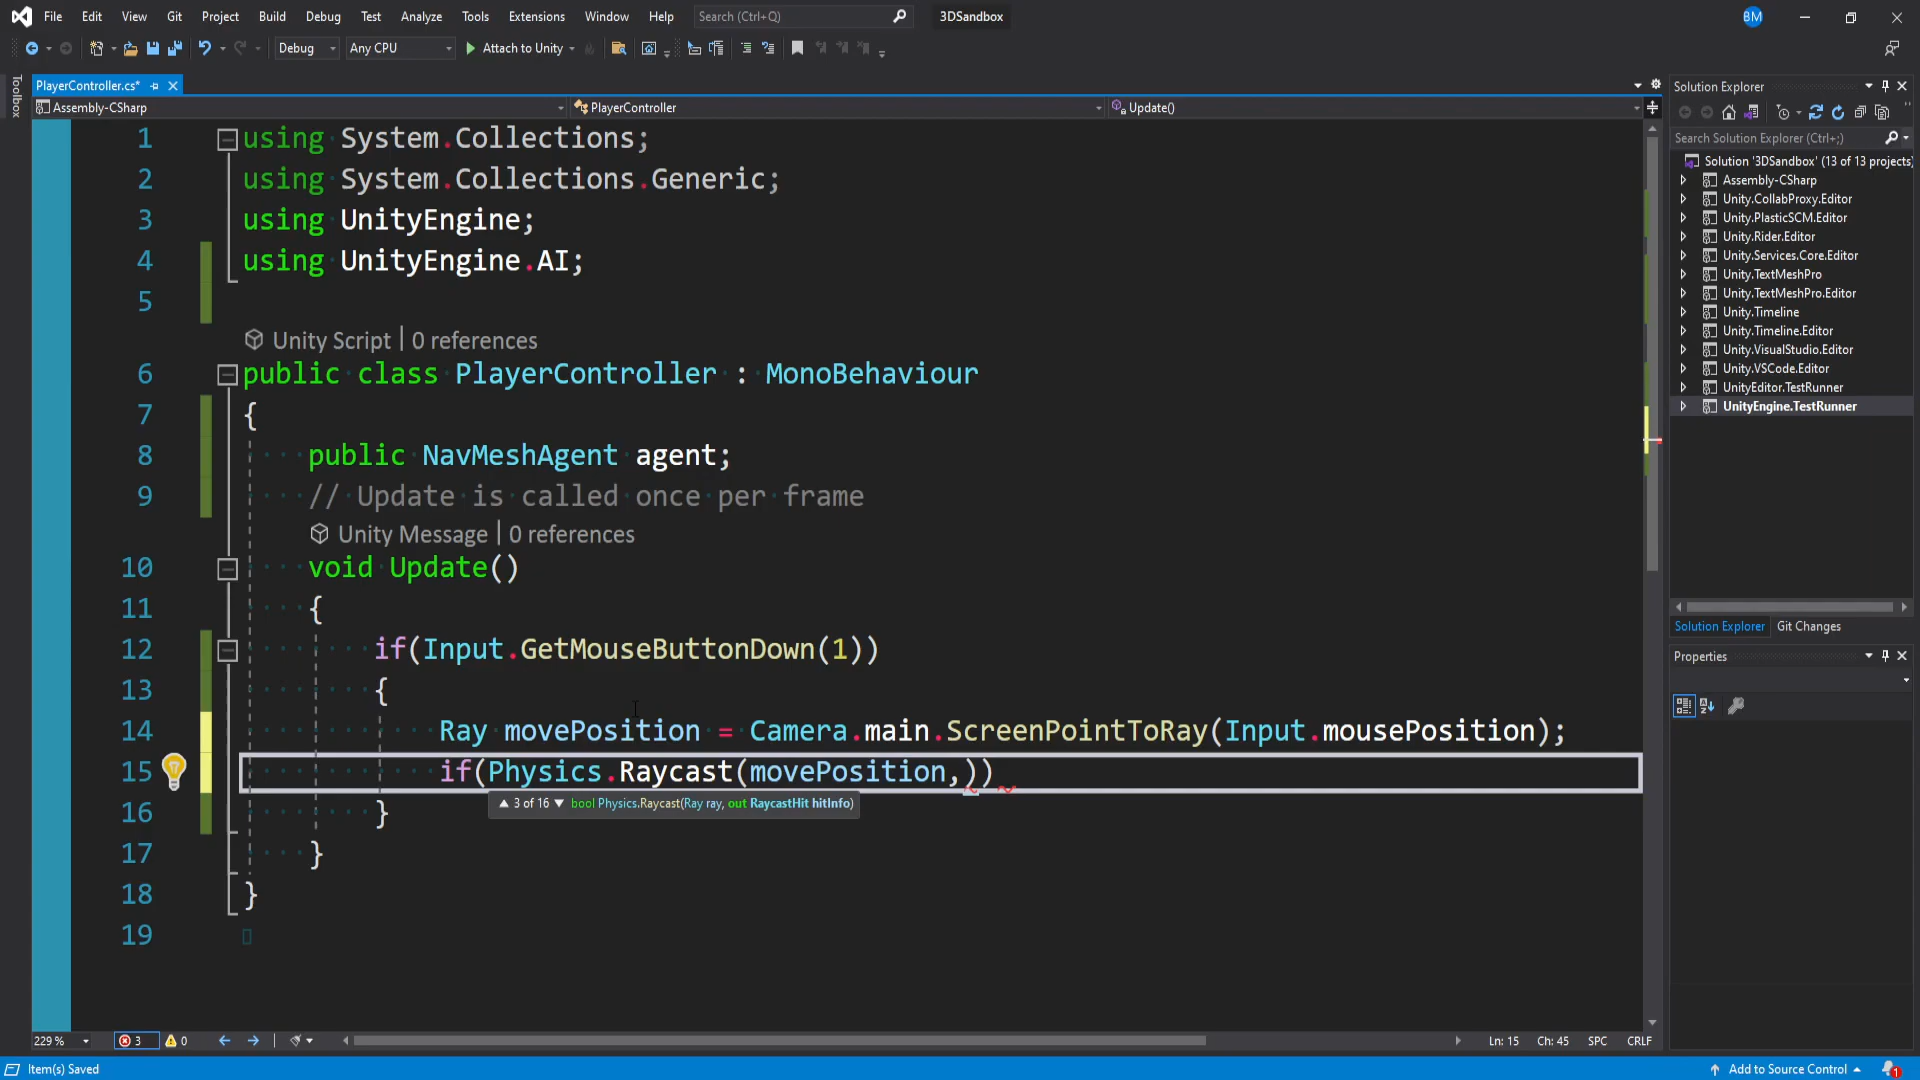 File Edit View Git Project Build Debug Test Analyze Tools Extensions Window Help Search (Ctrl+Q) 3DSandbox BM
Debug Any CPU Attach to Unity
Toolbox
PlayerController.cs*
Assembly-CSharp PlayerController Update()
1 using System.Collections;
2 using System.Collections.Generic;
3 using UnityEngine;
4 using UnityEngine.AI;
5
Unity Script | 0 references
6 public class PlayerController : MonoBehaviour
7 {
8 public NavMeshAgent agent;
9 // Update is called once per frame
Unity Message | 0 references
10 void Update()
11 {
12 if(Input.GetMouseButtonDown(1))
13 {
14 Ray movePosition = Camera.main.ScreenPointToRay(Input.mousePosition);
15 if(Physics.Raycast(movePosition,))
▲ 3 of 16 ▼ bool Physics.Raycast(Ray ray, out RaycastHit hitInfo)
16 }
17 }
18 }
19
229 % 3 0 Ln: 15 Ch: 45 SPC CRLF
Item(s) Saved Add to Source Control 1
Solution Explorer
Search Solution Explorer (Ctrl+;)
Solution '3DSandbox' (13 of 13 projects)
Assembly-CSharp
Unity.CollabProxy.Editor
Unity.PlasticSCM.Editor
Unity.Rider.Editor
Unity.Services.Core.Editor
Unity.TextMeshPro
Unity.TextMeshPro.Editor
Unity.Timeline
Unity.Timeline.Editor
Unity.VisualStudio.Editor
Unity.VSCode.Editor
UnityEditor.TestRunner
UnityEngine.TestRunner
Solution Explorer Git Changes
Properties